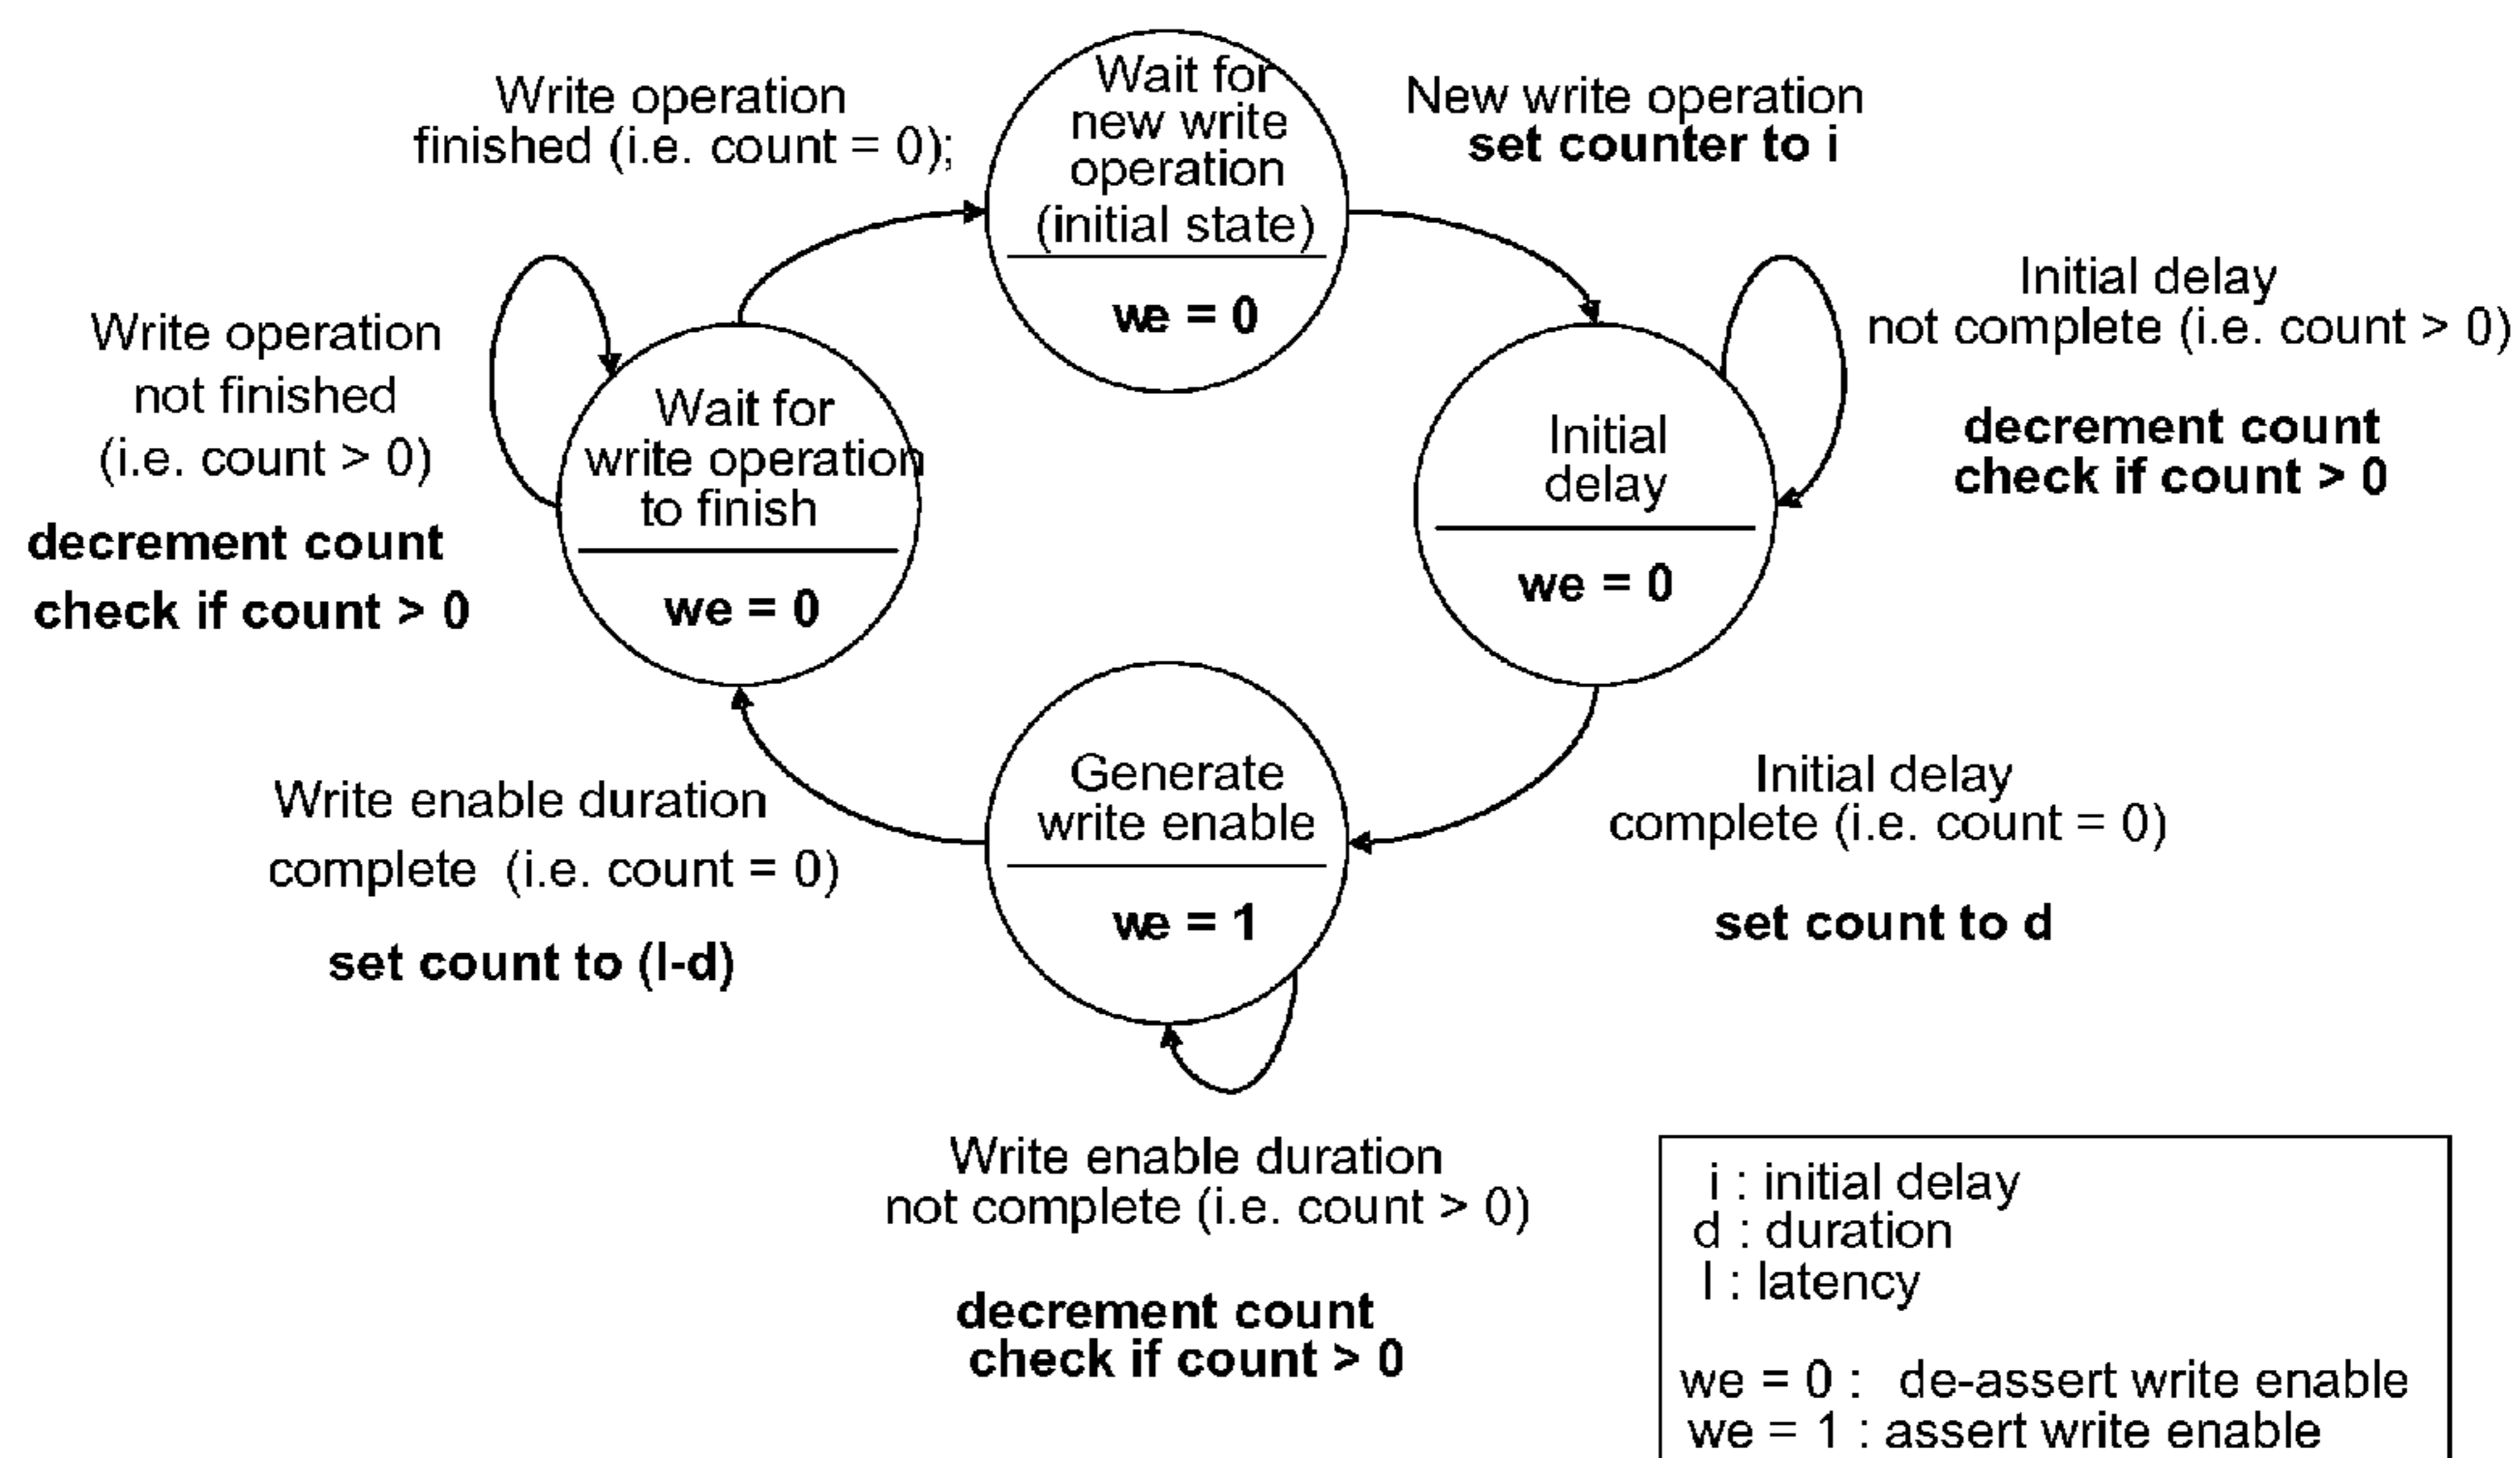 Wait for
new write
operation
(initial state)
we = 0
Write operation
finished (i.e. count = 0);
New write operation
set counter to i
Initial delay
not complete (i.e. count > 0)
decrement count
check if count > 0
Initial
delay
we = 0
Write operation
not finished
(i.e. count > 0)
decrement count
check if count > 0
Wait for
write operation
to finish
we = 0
Generate
write enable
we = 1
Initial delay
complete (i.e. count = 0)
set count to d
Write enable duration
complete (i.e. count = 0)
set count to (l-d)
Write enable duration
not complete (i.e. count > 0)
decrement count
check if count > 0
i : initial delay
d : duration
l : latency
we = 0 : de-assert write enable
we = 1 : assert write enable